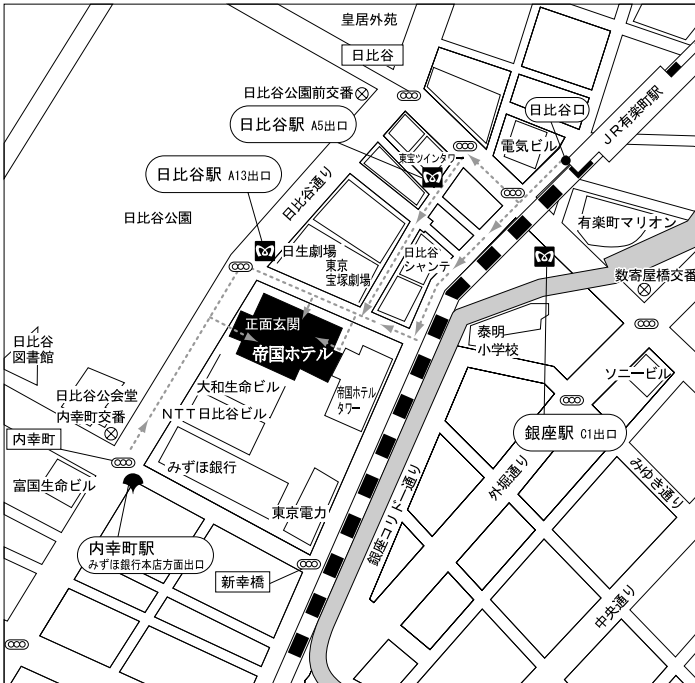 皇居外苑
日比谷
日比谷公園前交番
日比谷駅 A5出口
日比谷口
JR有楽町駅
電気ビル
東宝ツインタワー
日比谷駅 A13出口
日比谷通り
日比谷公園
有楽町マリオン
日生劇場
東京
宝塚劇場
日比谷
シャンテ
数寄屋橋交番
正面玄関
帝国ホテル
泰明
小学校
日比谷
図書館
ソニービル
大和生命ビル
帝国ホテル
タワー
日比谷公会堂
内幸町交番
NTT日比谷ビル
銀座駅 C1出口
内幸町
みずほ銀行
外堀通り
みゆき通り
富国生命ビル
東京電力
銀座コリドー通り
内幸町駅
みずほ銀行本店方面出口
新幸橋
中央通り